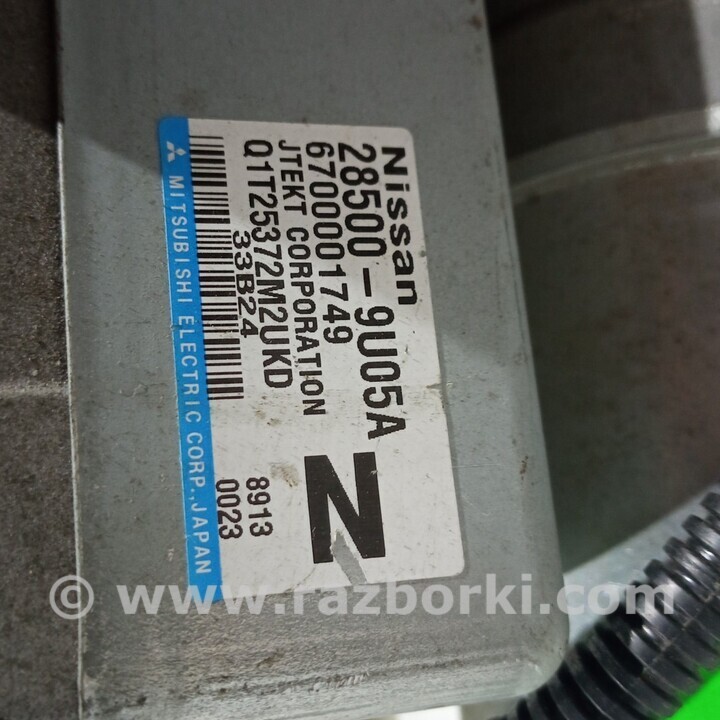 Nissan
28500-9U05A
6700001749
JTEKT CORPORATION
Q1T25372M2UKD
33B24
8913
0023
N
MITSUBISHI ELECTRIC CORP., JAPAN
© www.razborki.com